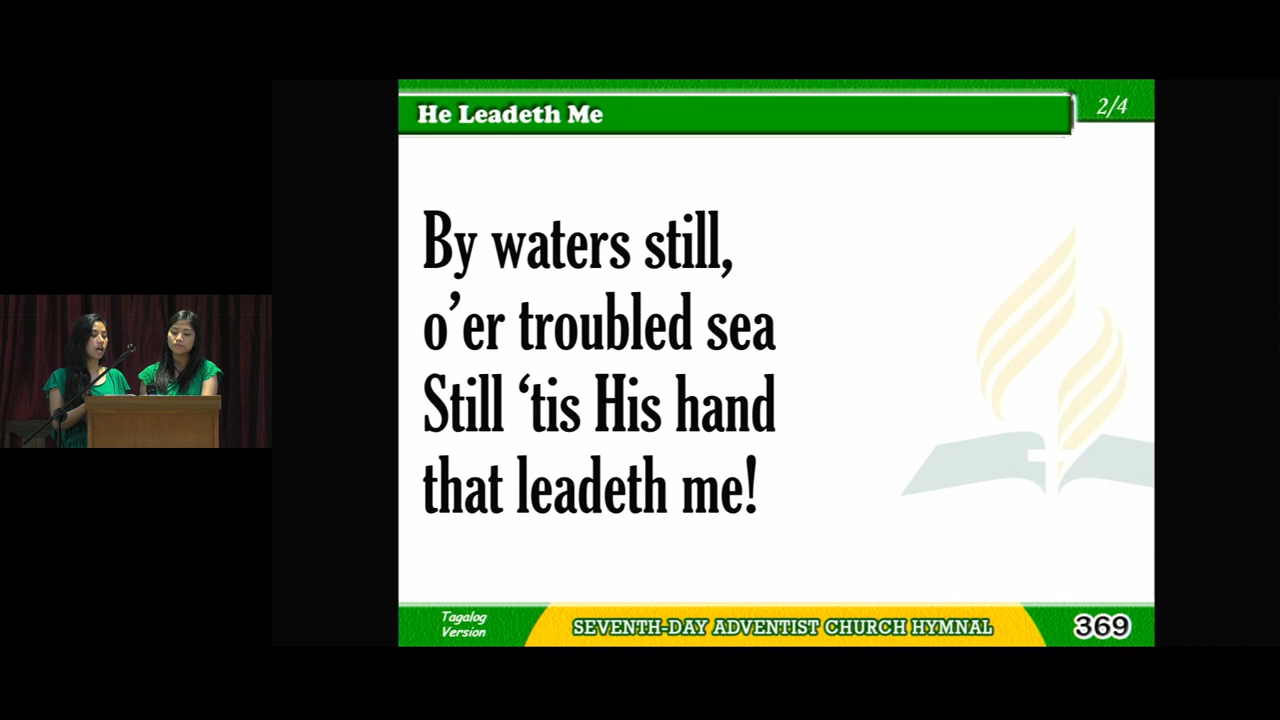 He Leadeth Me
2/4
By waters still,
o’er troubled sea
Still ‘tis His hand
that leadeth me!
Tagalog
Version
SEVENTH-DAY ADVENTIST CHURCH HYMNAL
369